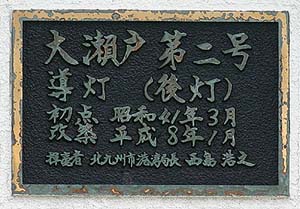 大瀬戸第二号
導灯(後灯)
初点 昭和41年3月
改築 平成8年1月
揮毫者 北九州市港湾局長 西島浩之